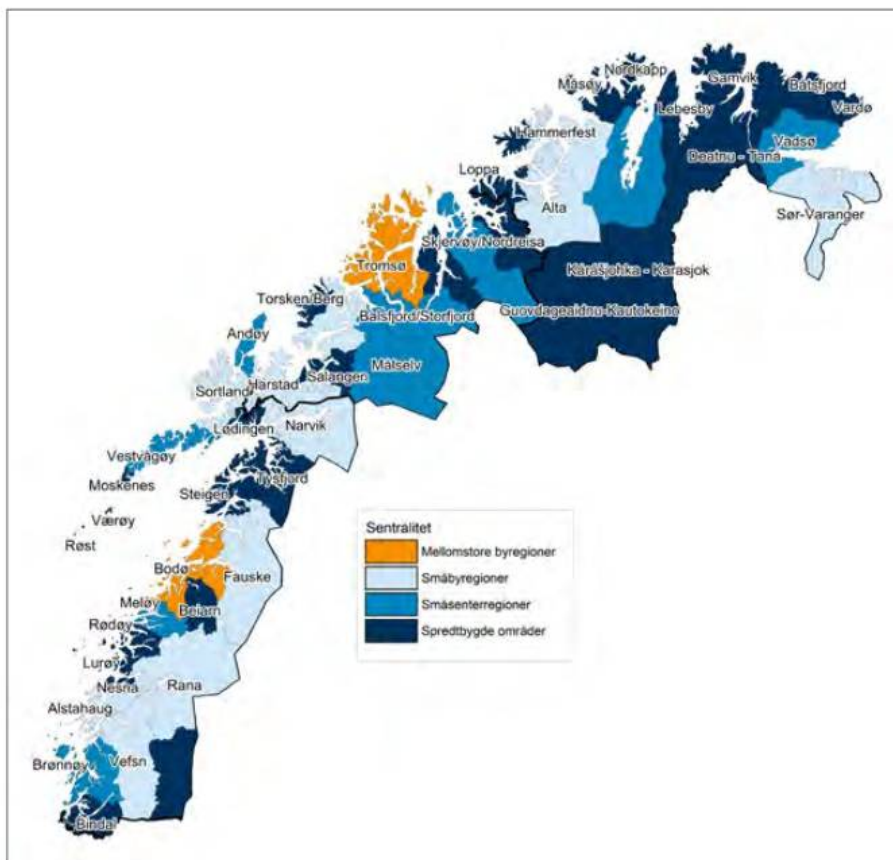 Nordkapp
Måsøy
Gamvik
Båtsfjord
Lebesby
Vardø
Hammerfest
Vadsø
Deatnu - Tana
Loppa
Alta
Sør-Varanger
Skjervøy/Nordreisa
Tromsø
Kárášjohka - Karasjok
Torsken/Berg
Guovdageaidnu-Kautokeino
Balsfjord/Storfjord
Andøy
Målselv
Salangen
Harstad
Sortland
Narvik
Lødingen
Vestvågøy
Tysfjord
Moskenes
Steigen
Værøy
Røst
Bodø
Fauske
Meløy
Beiarn
Rødøy
Lurøy
Nesna
Rana
Alstahaug
Brønnøy
Vefsn
Bindal
Sentralitet
Mellomstore byregioner
Småbyregioner
Småsenterregioner
Spredtbygde områder